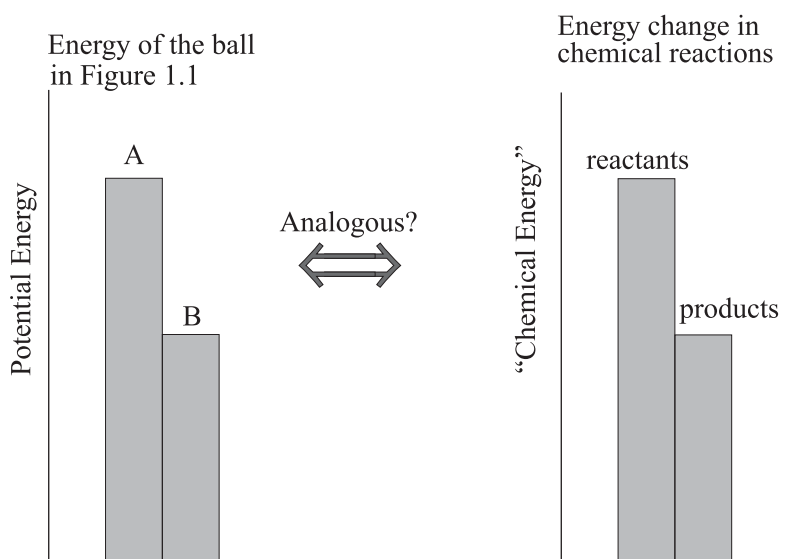 Energy of the ball
in Figure 1.1
Potential Energy
A
B
Analogous?
Energy change in
chemical reactions
“Chemical Energy”
reactants
products